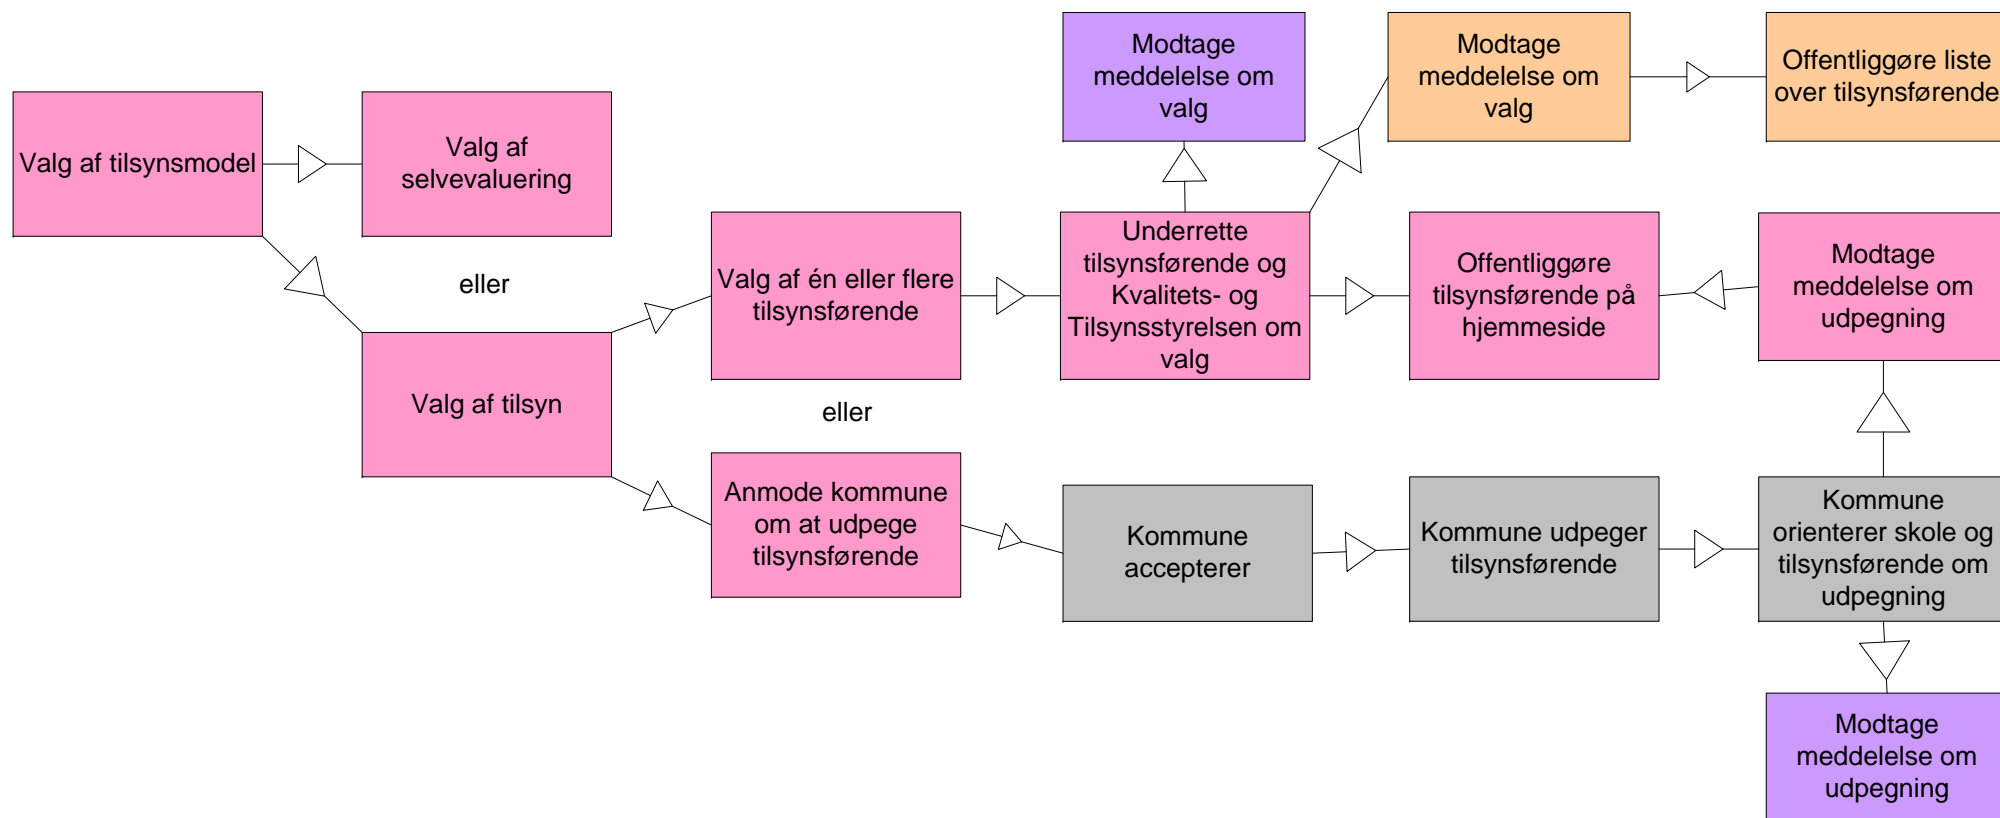 Valg af tilsynsmodel
Valg af
selvevaluering
eller
Valg af tilsyn
Valg af én eller flere
tilsynsførende
eller
Anmode kommune
om at udpege
tilsynsførende
Modtage
meddelelse om
valg
Underrette
tilsynsførende og
Kvalitets- og
Tilsynsstyrelsen om
valg
Modtage
meddelelse om
valg
Offentliggøre liste
over tilsynsførende
Offentliggøre
tilsynsførende på
hjemmeside
Modtage
meddelelse om
udpegning
Kommune
accepterer
Kommune udpeger
tilsynsførende
Kommune
orienterer skole og
tilsynsførende om
udpegning
Modtage
meddelelse om
udpegning